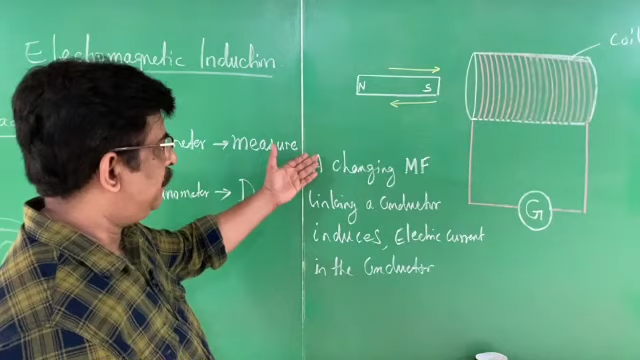 Electromagnetic Induction
meter → measure
nometer → D
A changing MF
linking a Conductor
induces, Electric current
in the Conductor
N S
coil
G